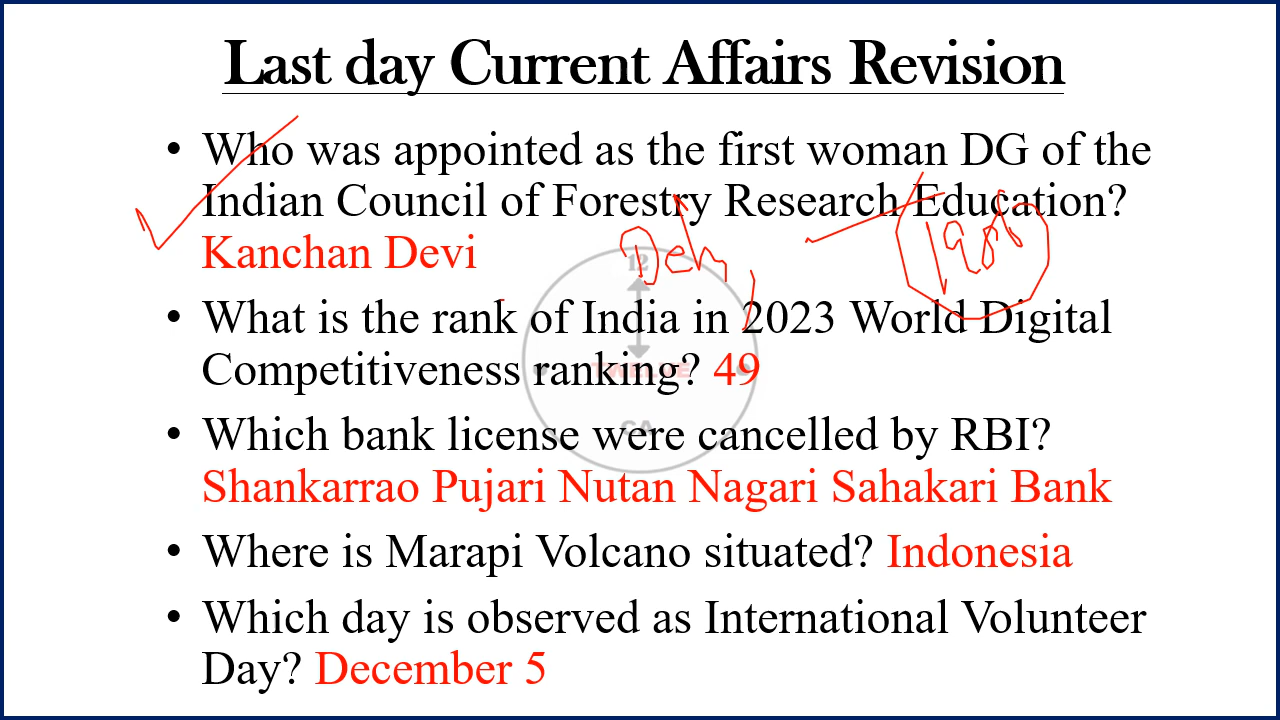 Last day Current Affairs Revision
• Who was appointed as the first woman DG of the
Indian Council of Forestry Research Education?
Kanchan Devi
Deh
• What is the rank of India in 2023 World Digital
Competitiveness ranking? 49
12
• Which bank license were cancelled by RBI?
CA
Shankarrao Pujari Nutan Nagari Sahakari Bank
• Where is Marapi Volcano situated? Indonesia
• Which day is observed as International Volunteer
Day? December 5